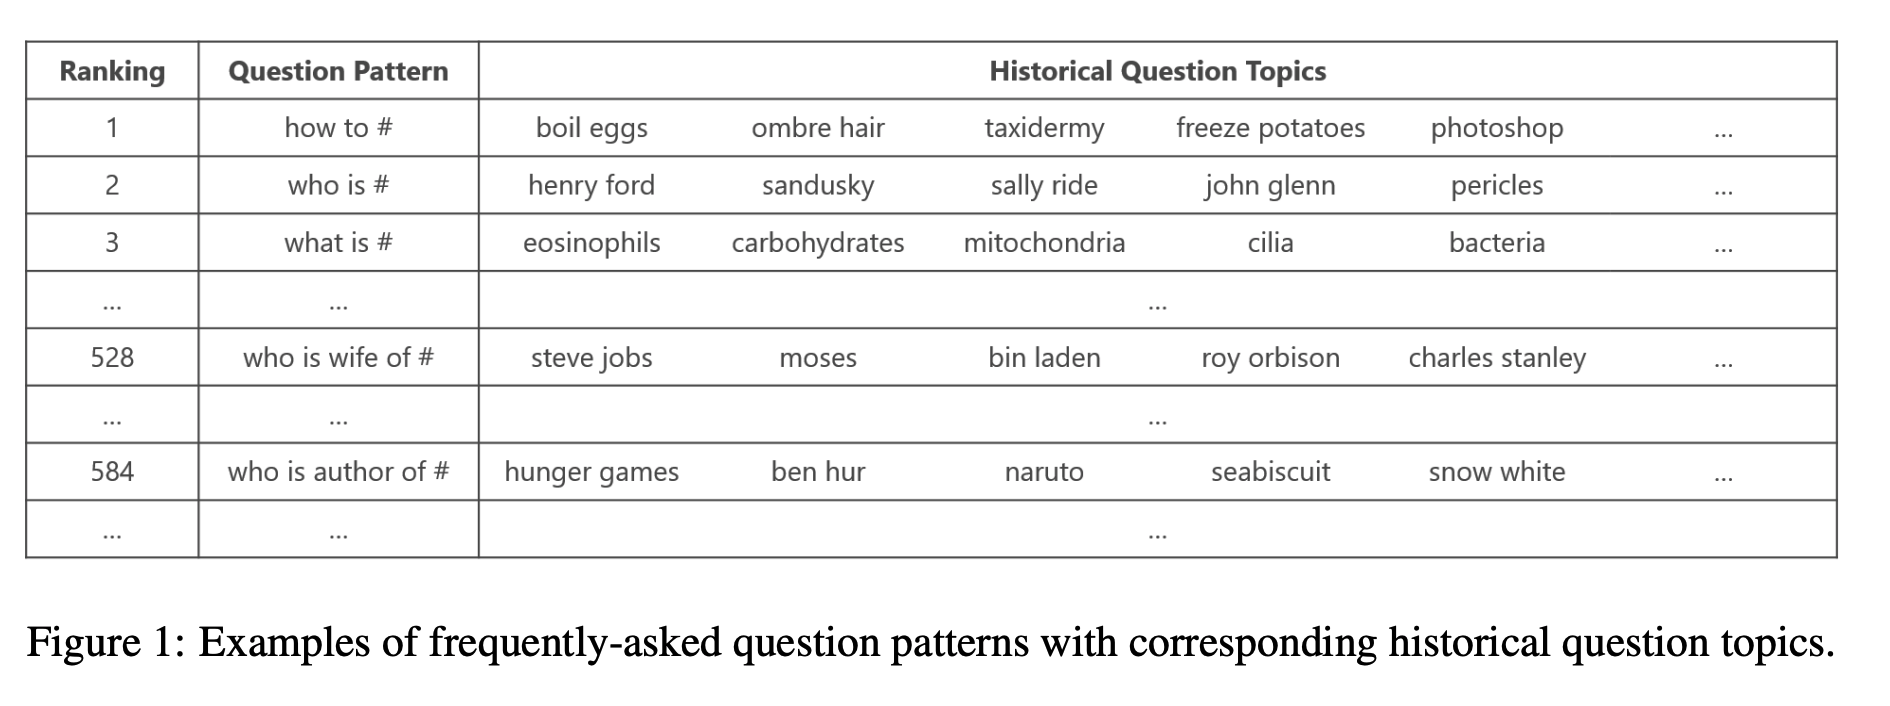 Ranking Question Pattern Historical Question Topics
1 how to # boil eggs ombre hair taxidermy freeze potatoes photoshop ...
2 who is # henry ford sandusky sally ride john glenn pericles ...
3 what is # eosinophils carbohydrates mitochondria cilia bacteria ...
... ... ...
528 who is wife of # steve jobs moses bin laden roy orbison charles stanley ...
... ... ...
584 who is author of # hunger games ben hur naruto seabiscuit snow white ...
... ... ...
Figure 1: Examples of frequently-asked question patterns with corresponding historical question topics.